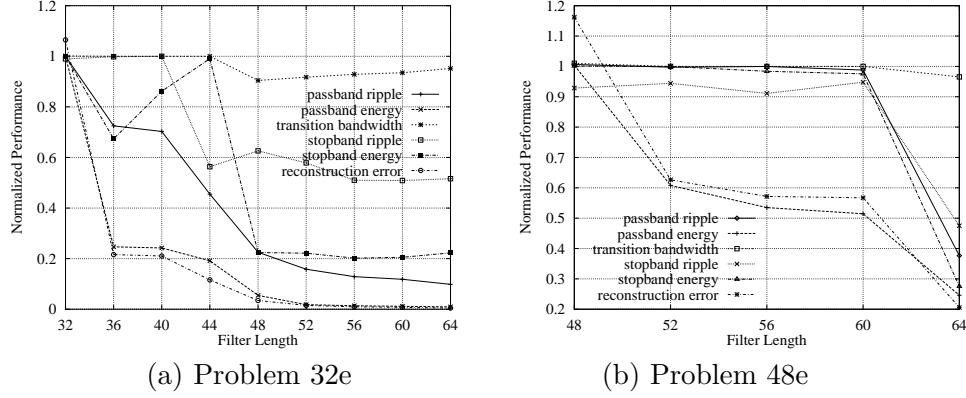 1.2
1
0.8
0.6
0.4
0.2
0
Normalized Performance
passband ripple
passband energy
transition bandwidth
stopband ripple
stopband energy
reconstruction error
32 36 40 44 48 52 56 60 64
Filter Length
(a) Problem 32e
1.2
1.1
1
0.9
0.8
0.7
0.6
0.5
0.4
0.3
0.2
Normalized Performance
passband ripple
passband energy
transition bandwidth
stopband ripple
stopband energy
reconstruction error
48 52 56 60 64
Filter Length
(b) Problem 48e